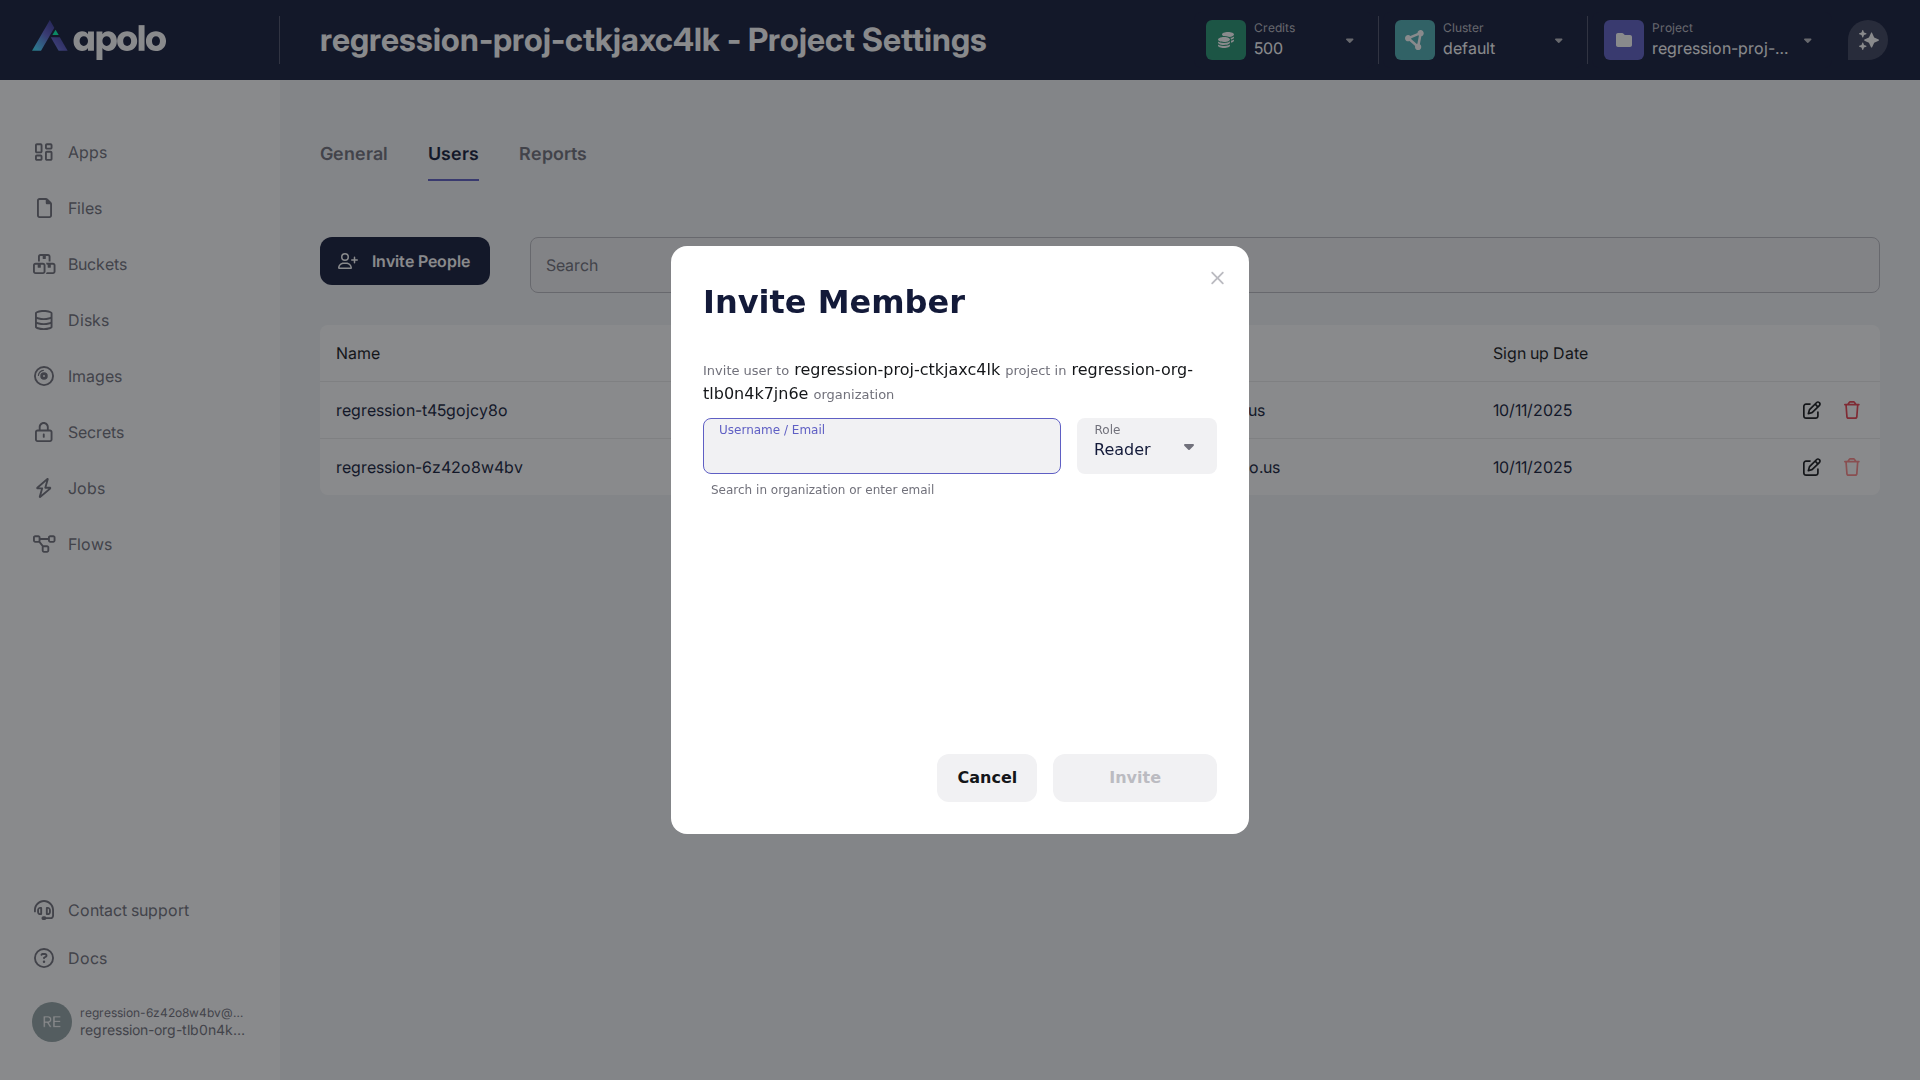 apolo
regression-proj-ctkjaxc4lk - Project Settings
Credits
500
Cluster
default
Project
regression-proj-...
Apps
Files
Buckets
Disks
Images
Secrets
Jobs
Flows
Contact support
Docs
RE
regression-6z42o8w4bv@...
regression-org-tlb0n4k...
General
Users
Reports
Invite People
Search
Name
Sign up Date
regression-t45gojcy8o
us
10/11/2025
regression-6z42o8w4bv
o.us
10/11/2025
Invite Member
Invite user to regression-proj-ctkjaxc4lk project in regression-org-
tlb0n4k7jn6e organization
Username / Email
Role
Reader
Search in organization or enter email
Cancel
Invite